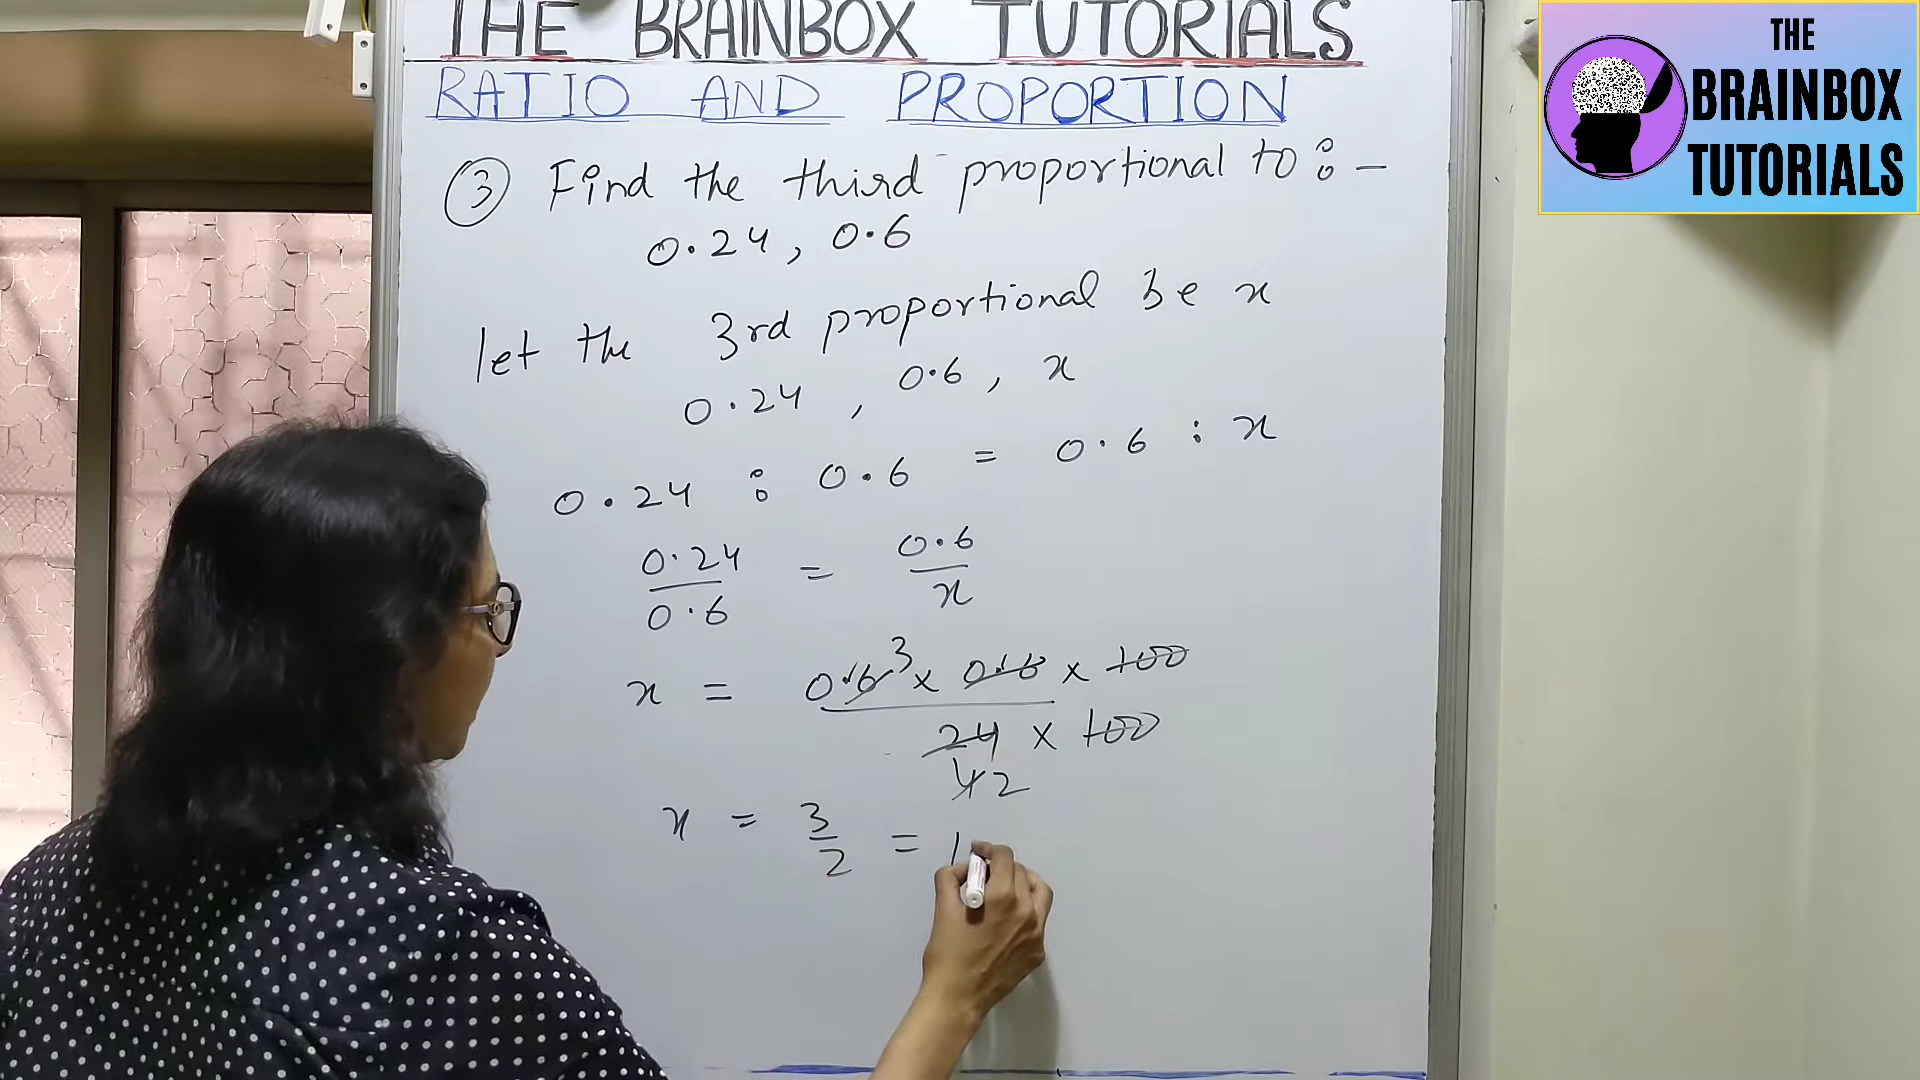 THE BRAINBOX TUTORIALS
RATIO AND PROPORTION
③ Find the third proportional to : -
0.24, 0.6
let the 3rd proportional be x
0.24 , 0.6 , x
0.24 : 0.6 = 0.6 : x
0.24 / 0.6 = 0.6 / x
x = 0.6 3 x 0.6 x 100
24 x 100
4 2
x = 3/2 = 1
THE
BRAINBOX
TUTORIALS